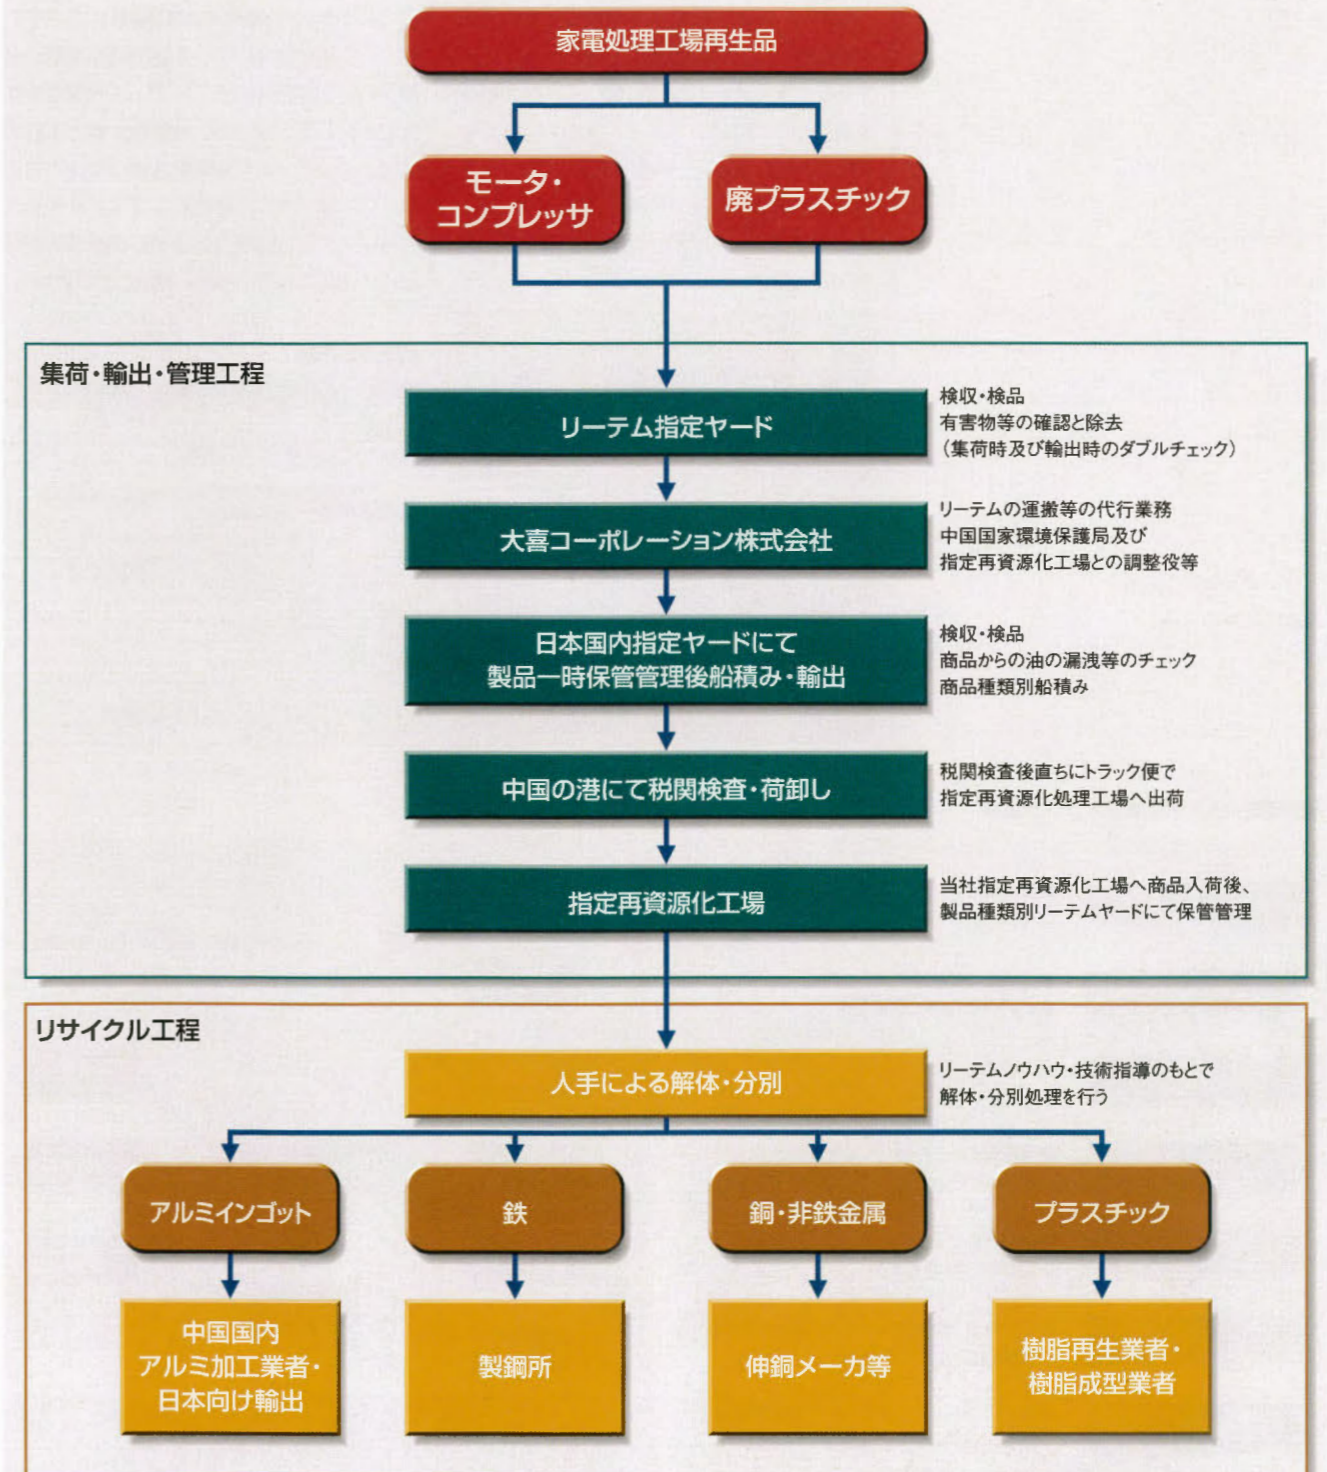 家電処理工場再生品
モータ・
コンプレッサ
廃プラスチック
集荷・輸出・管理工程
リーテム指定ヤード
検収・検品
有害物等の確認と除去
（集荷時及び輸出時のダブルチェック）
大喜コーポレーション株式会社
リーテムの運搬等の代行業務
中国国家環境保護局及び
指定再資源化工場との調整役等
日本国内指定ヤードにて
製品一時保管管理後船積み・輸出
検収・検品
商品からの油の漏洩等のチェック
商品種類別船積み
中国の港にて税関検査・荷卸し
税関検査後直ちにトラック便で
指定再資源化処理工場へ出荷
指定再資源化工場
当社指定再資源化工場へ商品入荷後、
製品種類別リーテムヤードにて保管管理
リサイクル工程
人手による解体・分別
リーテムノウハウ・技術指導のもとで
解体・分別処理を行う
アルミインゴット
鉄
銅・非鉄金属
プラスチック
中国国内
アルミ加工業者・
日本向け輸出
製鋼所
伸銅メーカ等
樹脂再生業者・
樹脂成型業者